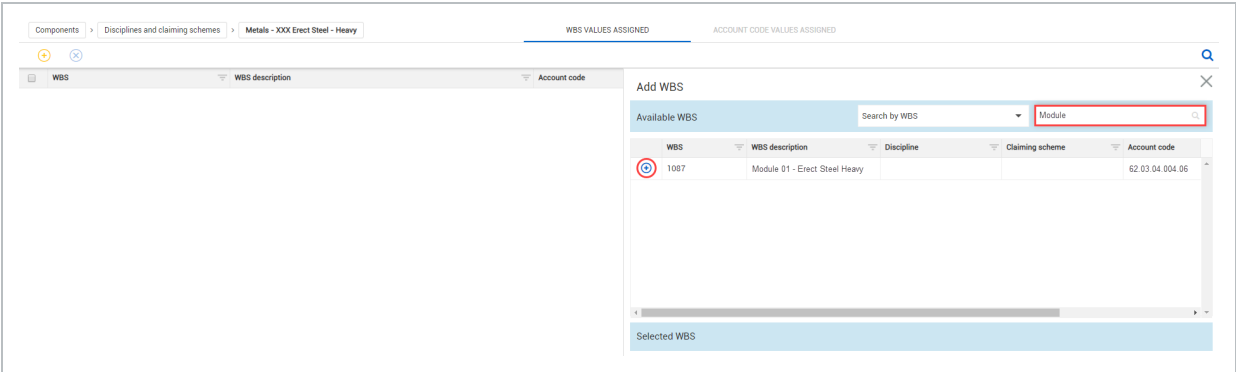 Components > Disciplines and claiming schemes > Metals - XXX Erect Steel - Heavy WBS VALUES ASSIGNED ACCOUNT CODE VALUES ASSIGNED
WBS WBS description Account code
Add WBS
Available WBS Search by WBS Module
WBS WBS description Discipline Claiming scheme Account code
1087 Module 01 - Erect Steel Heavy 62.03.04.004.06
Selected WBS